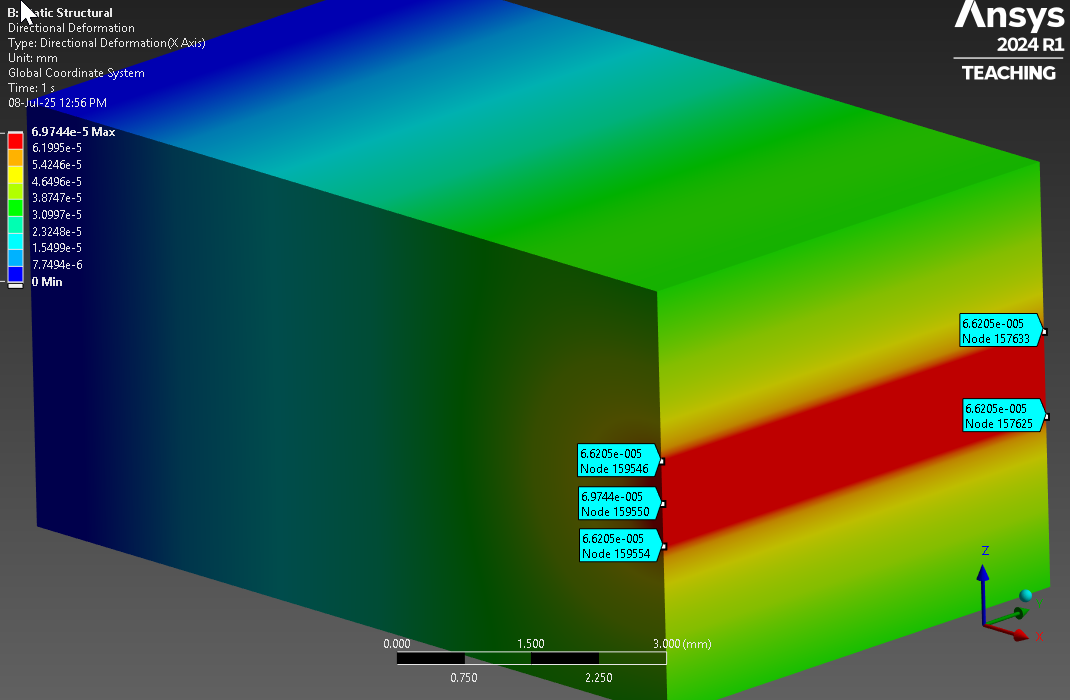 B: Static Structural
Directional Deformation
Type: Directional Deformation(X Axis)
Unit: mm
Global Coordinate System
Time: 1 s
08-Jul-25 12:56 PM
6.9744e-5 Max
6.1995e-5
5.4246e-5
4.6496e-5
3.8747e-5
3.0997e-5
2.3248e-5
1.5499e-5
7.7494e-6
0 Min
Ansys
2024 R1
TEACHING
6.6205e-005
Node 157633
6.6205e-005
Node 157625
6.6205e-005
Node 159546
6.9744e-005
Node 159550
6.6205e-005
Node 159554
Z
Y
X
0.000
1.500
3.000 (mm)
0.750
2.250